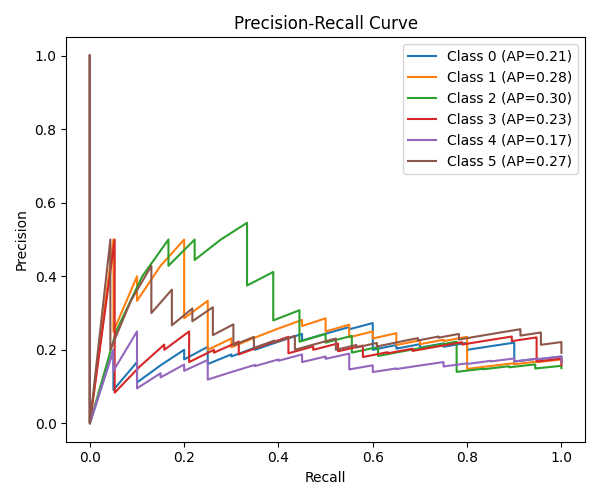 Precision-Recall Curve
1.0
0.8
0.6
0.4
0.2
0.0
Precision
Class 0 (AP=0.21)
Class 1 (AP=0.28)
Class 2 (AP=0.30)
Class 3 (AP=0.23)
Class 4 (AP=0.17)
Class 5 (AP=0.27)
0.0 0.2 0.4 0.6 0.8 1.0
Recall